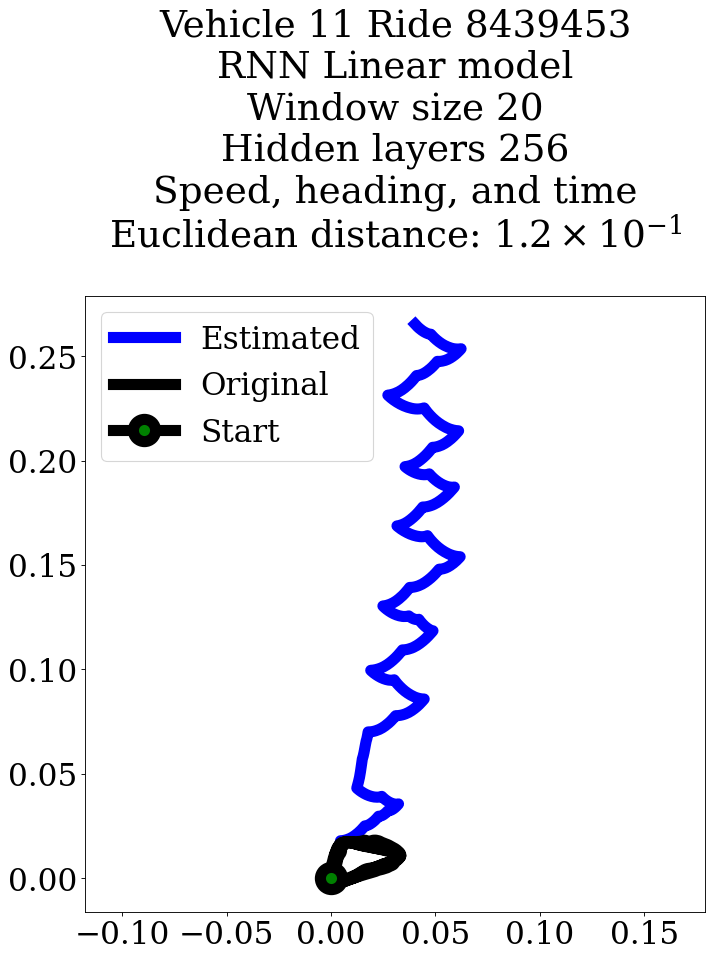 Vehicle 11 Ride 8439453
RNN Linear model
Window size 20
Hidden layers 256
Speed, heading, and time
Euclidean distance: 1.2 × 10⁻¹
Estimated
Original
Start
0.25
0.20
0.15
0.10
0.05
0.00
−0.10 −0.05 0.00 0.05 0.10 0.15